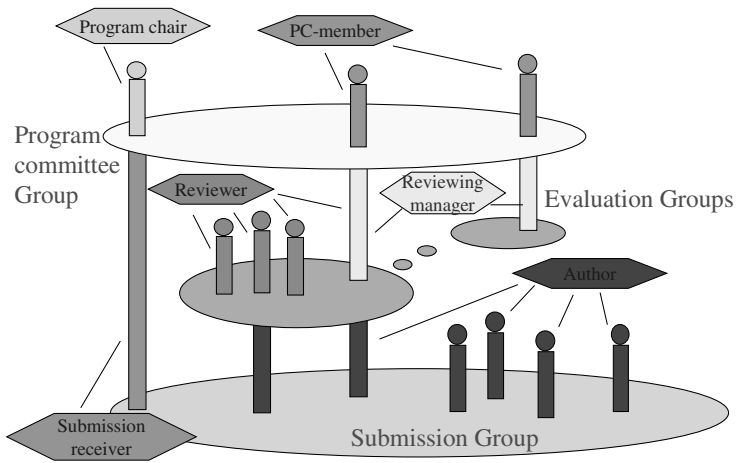 Program chair
PC-member
Program
committee
Group
Reviewer
Reviewing
manager
Evaluation Groups
Author
Submission
receiver
Submission Group